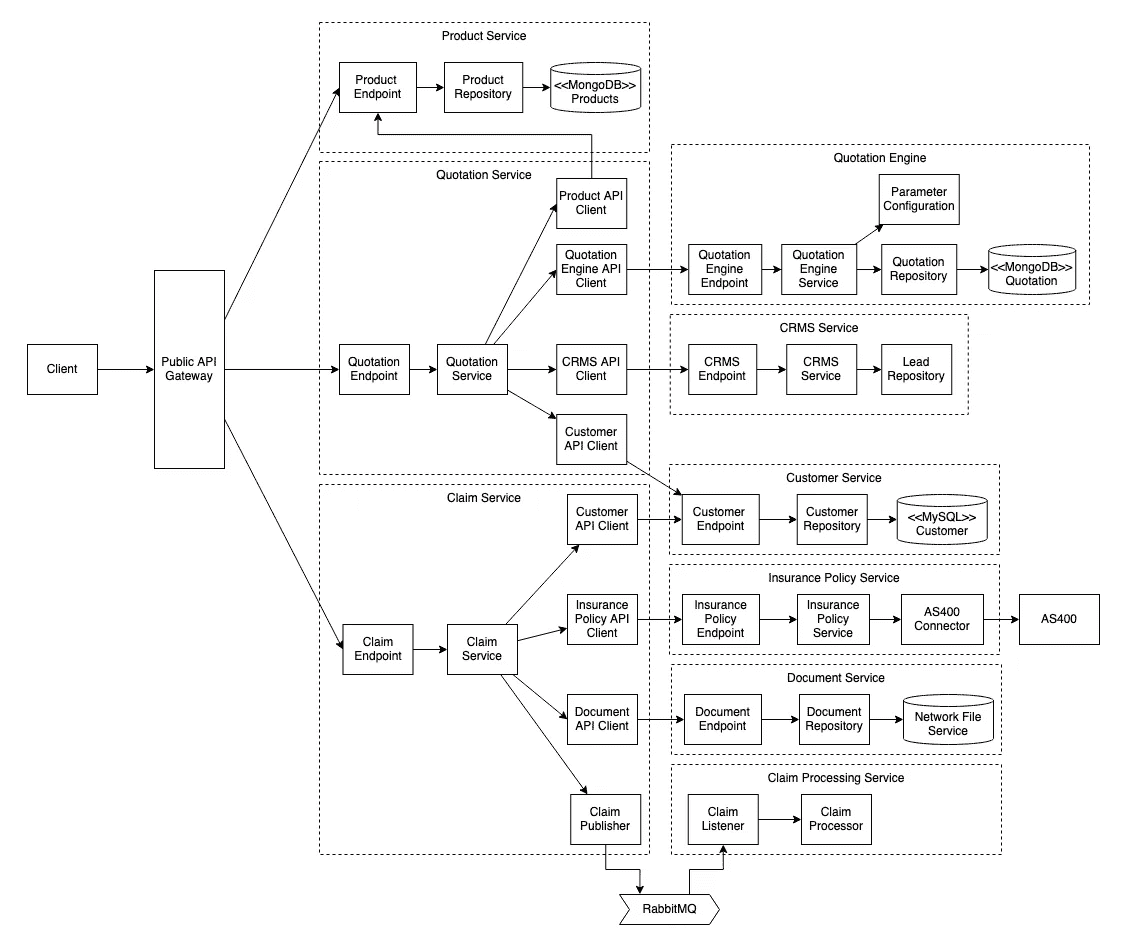 Product Service
Product
Endpoint
Product
Repository
<<MongoDB>>
Products
Quotation Service
Product API
Client
Quotation
Engine API
Client
Client
Public API
Gateway
Quotation
Endpoint
Quotation
Service
CRMS API
Client
Customer
API Client
Quotation Engine
Parameter
Configuration
Quotation
Engine
Endpoint
Quotation
Engine
Service
Quotation
Repository
<<MongoDB>>
Quotation
CRMS Service
CRMS
Endpoint
CRMS
Service
Lead
Repository
Claim Service
Customer
API Client
Claim
Endpoint
Claim
Service
Insurance
Policy API
Client
Document
API Client
Claim
Publisher
Customer Service
Customer
Endpoint
Customer
Repository
<<MySQL>>
Customer
Insurance Policy Service
Insurance
Policy
Endpoint
Insurance
Policy
Service
AS400
Connector
AS400
Document Service
Document
Endpoint
Document
Repository
Network File
Service
Claim Processing Service
Claim
Listener
Claim
Processor
RabbitMQ